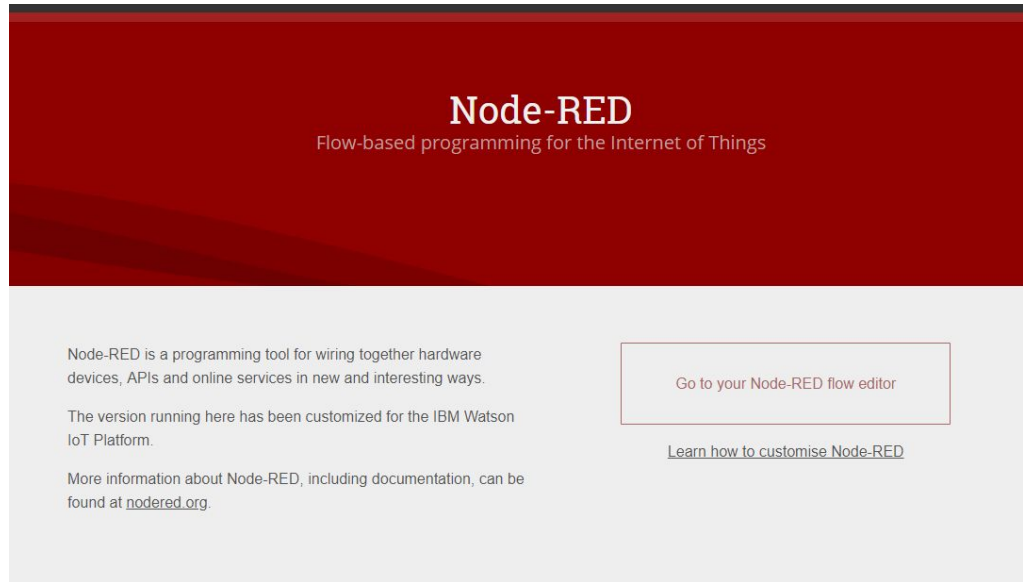 Node-RED
Flow-based programming for the Internet of Things
Node-RED is a programming tool for wiring together hardware
devices, APIs and online services in new and interesting ways.
The version running here has been customized for the IBM Watson
IoT Platform.
More information about Node-RED, including documentation, can be
found at nodered.org.
Go to your Node-RED flow editor
Learn how to customise Node-RED